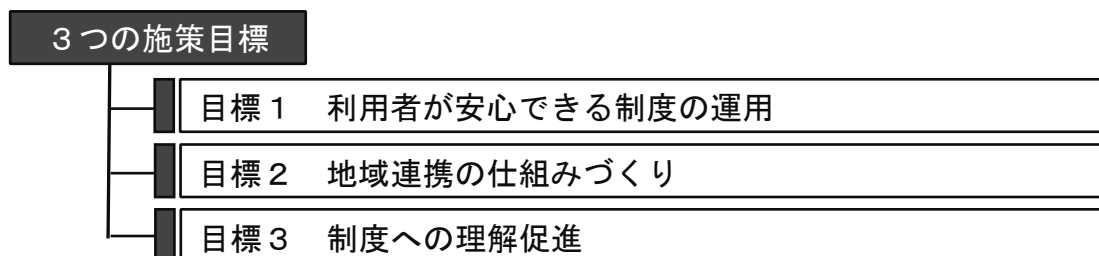 ３つの施策目標
目標１　利用者が安心できる制度の運用
目標２　地域連携の仕組みづくり
目標３　制度への理解促進